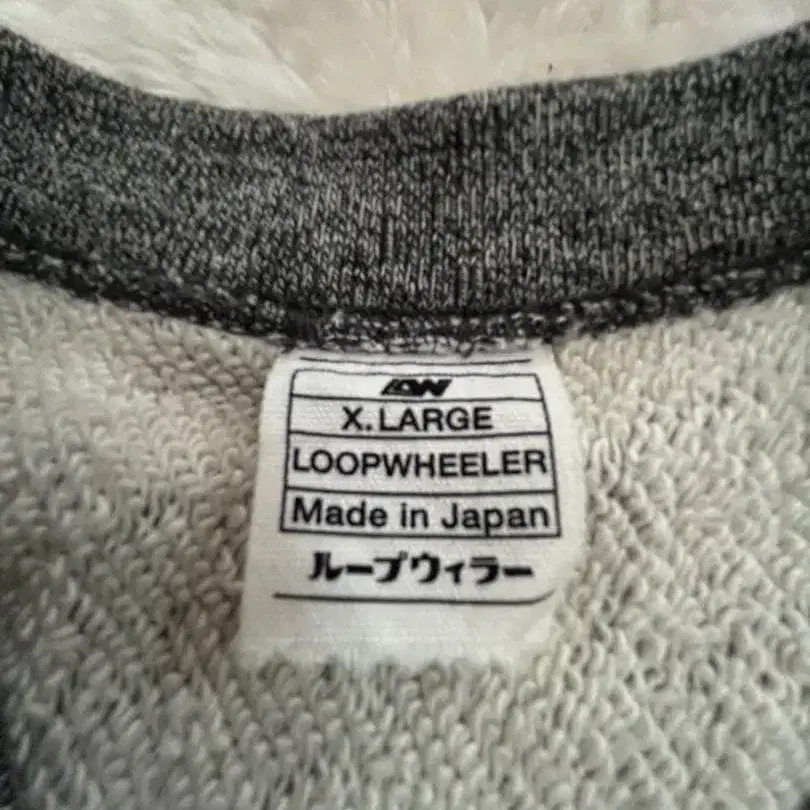 LW
X.LARGE
LOOPWHEELER
Made in Japan
ループウィラー